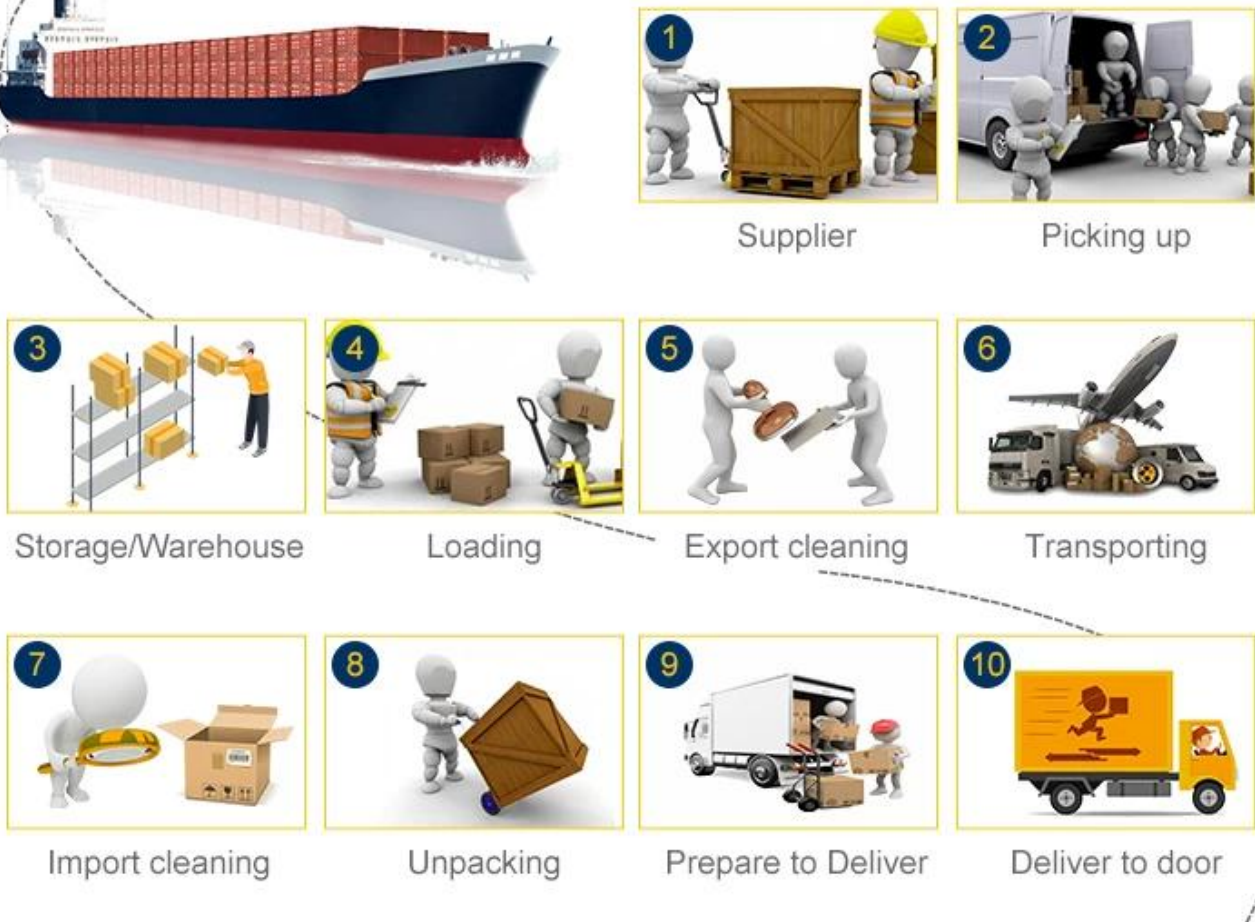 1
2
Supplier
Picking up
3
4
5
6
Storage/Warehouse
Loading
Export cleaning
Transporting
7
8
9
10
Import cleaning
Unpacking
Prepare to Deliver
Deliver to door